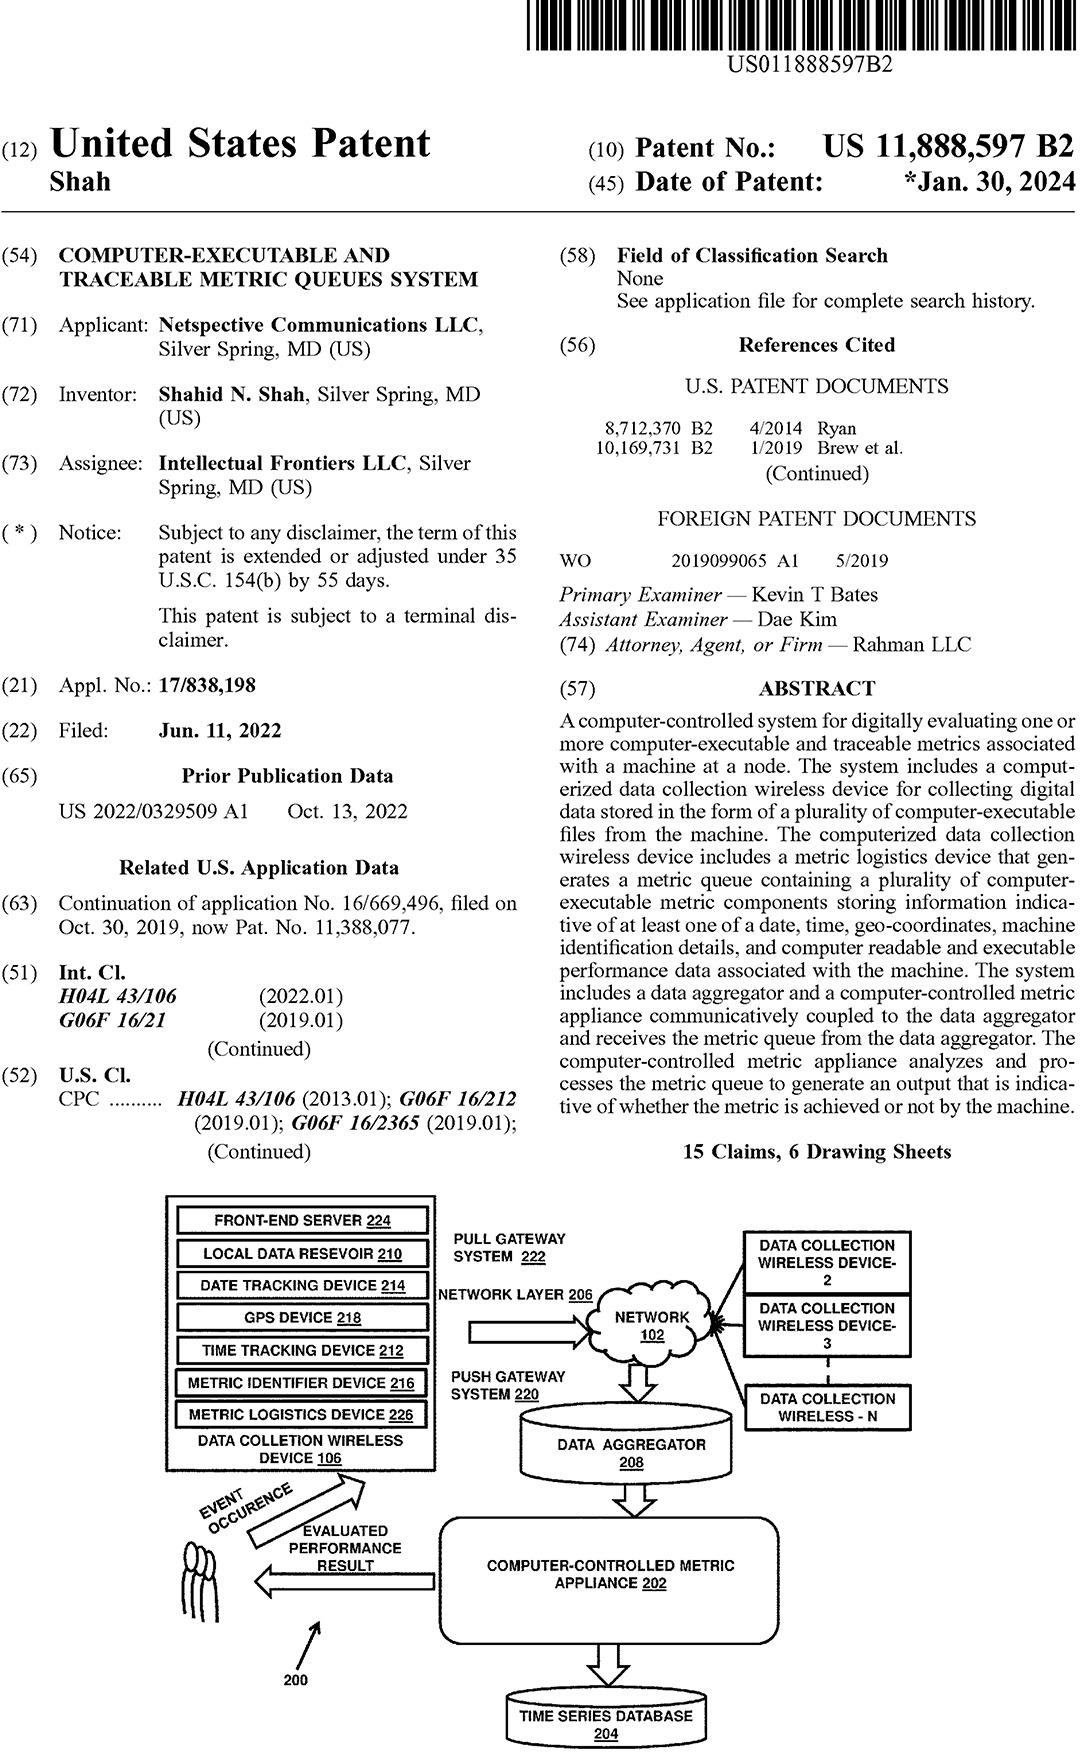 US011888597B2
(12) United States Patent
Shah
(10) Patent No.: US 11,888,597 B2
(45) Date of Patent: *Jan. 30, 2024
(54) COMPUTER-EXECUTABLE AND
TRACEABLE METRIC QUEUES SYSTEM
(71) Applicant: Netspective Communications LLC,
Silver Spring, MD (US)
(72) Inventor: Shahid N. Shah, Silver Spring, MD
(US)
(73) Assignee: Intellectual Frontiers LLC, Silver
Spring, MD (US)
( * ) Notice: Subject to any disclaimer, the term of this
patent is extended or adjusted under 35
U.S.C. 154(b) by 55 days.
This patent is subject to a terminal dis-
claimer.
(21) Appl. No.: 17/838,198
(22) Filed: Jun. 11, 2022
(65) Prior Publication Data
US 2022/0329509 A1 Oct. 13, 2022
Related U.S. Application Data
(63) Continuation of application No. 16/669,496, filed on
Oct. 30, 2019, now Pat. No. 11,388,077.
(51) Int. Cl.
H04L 43/106 (2022.01)
G06F 16/21 (2019.01)
(Continued)
(52) U.S. Cl.
CPC .......... H04L 43/106 (2013.01); G06F 16/212
(2019.01); G06F 16/2365 (2019.01);
(Continued)
(58) Field of Classification Search
None
See application file for complete search history.
(56) References Cited
U.S. PATENT DOCUMENTS
8,712,370 B2 4/2014 Ryan
10,169,731 B2 1/2019 Brew et al.
(Continued)
FOREIGN PATENT DOCUMENTS
WO 2019099065 A1 5/2019
Primary Examiner — Kevin T Bates
Assistant Examiner — Dae Kim
(74) Attorney, Agent, or Firm — Rahman LLC
(57) ABSTRACT
A computer-controlled system for digitally evaluating one or
more computer-executable and traceable metrics associated
with a machine at a node. The system includes a comput-
erized data collection wireless device for collecting digital
data stored in the form of a plurality of computer-executable
files from the machine. The computerized data collection
wireless device includes a metric logistics device that gen-
erates a metric queue containing a plurality of computer-
executable metric components storing information indica-
tive of at least one of a date, time, geo-coordinates, machine
identification details, and computer readable and executable
performance data associated with the machine. The system
includes a data aggregator and a computer-controlled metric
appliance communicatively coupled to the data aggregator
and receives the metric queue from the data aggregator. The
computer-controlled metric appliance analyzes and pro-
cesses the metric queue to generate an output that is indica-
tive of whether the metric is achieved or not by the machine.
15 Claims, 6 Drawing Sheets
FRONT-END SERVER 224
LOCAL DATA RESEVOIR 210
DATE TRACKING DEVICE 214
GPS DEVICE 218
TIME TRACKING DEVICE 212
METRIC IDENTIFIER DEVICE 216
METRIC LOGISTICS DEVICE 226
DATA COLLETION WIRELESS
DEVICE 106
PULL GATEWAY
SYSTEM 222
NETWORK LAYER 206
PUSH GATEWAY
SYSTEM 220
NETWORK
102
DATA COLLECTION
WIRELESS DEVICE-
2
DATA COLLECTION
WIRELESS DEVICE-
3
DATA COLLECTION
WIRELESS - N
DATA AGGREGATOR
208
EVENT
OCCURENCE
EVALUATED
PERFORMANCE
RESULT
COMPUTER-CONTROLLED METRIC
APPLIANCE 202
200
TIME SERIES DATABASE
204